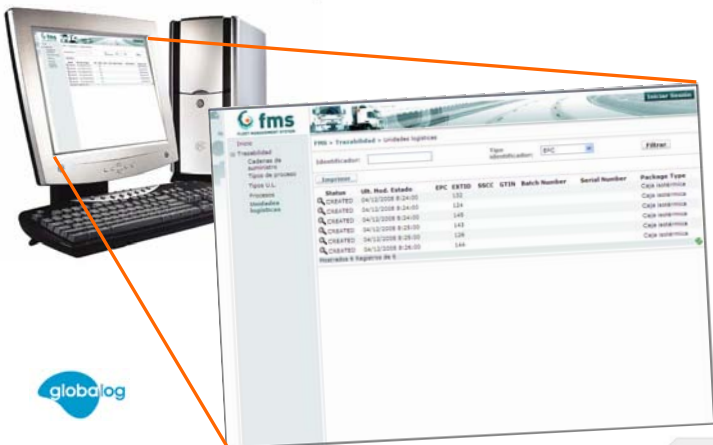 fms
FLEET MANAGEMENT SYSTEM
Iniciar Sesión
Inicio
Trazabilidad
Cadenas de suministro
Tipos de proceso
Tipos U.L.
Procesos
Unidades logísticas
FMS > Trazabilidad > Unidades logísticas
Identificador: Tipo identificador: EPC Filtrar
Imprimir
Status Ult. Mod. Estado EPC EXTID SSCC GTIN Batch Number Serial Number Package Type
CREATED 04/12/2008 8:24:00 132 Caja isotérmica
CREATED 04/12/2008 8:24:00 124 Caja isotérmica
CREATED 04/12/2008 8:24:00 145 Caja isotérmica
CREATED 04/12/2008 8:25:00 143 Caja isotérmica
CREATED 04/12/2008 8:25:00 126 Caja isotérmica
CREATED 04/12/2008 8:26:00 144 Caja isotérmica
Mostrados 6 Registros de 6
globalog